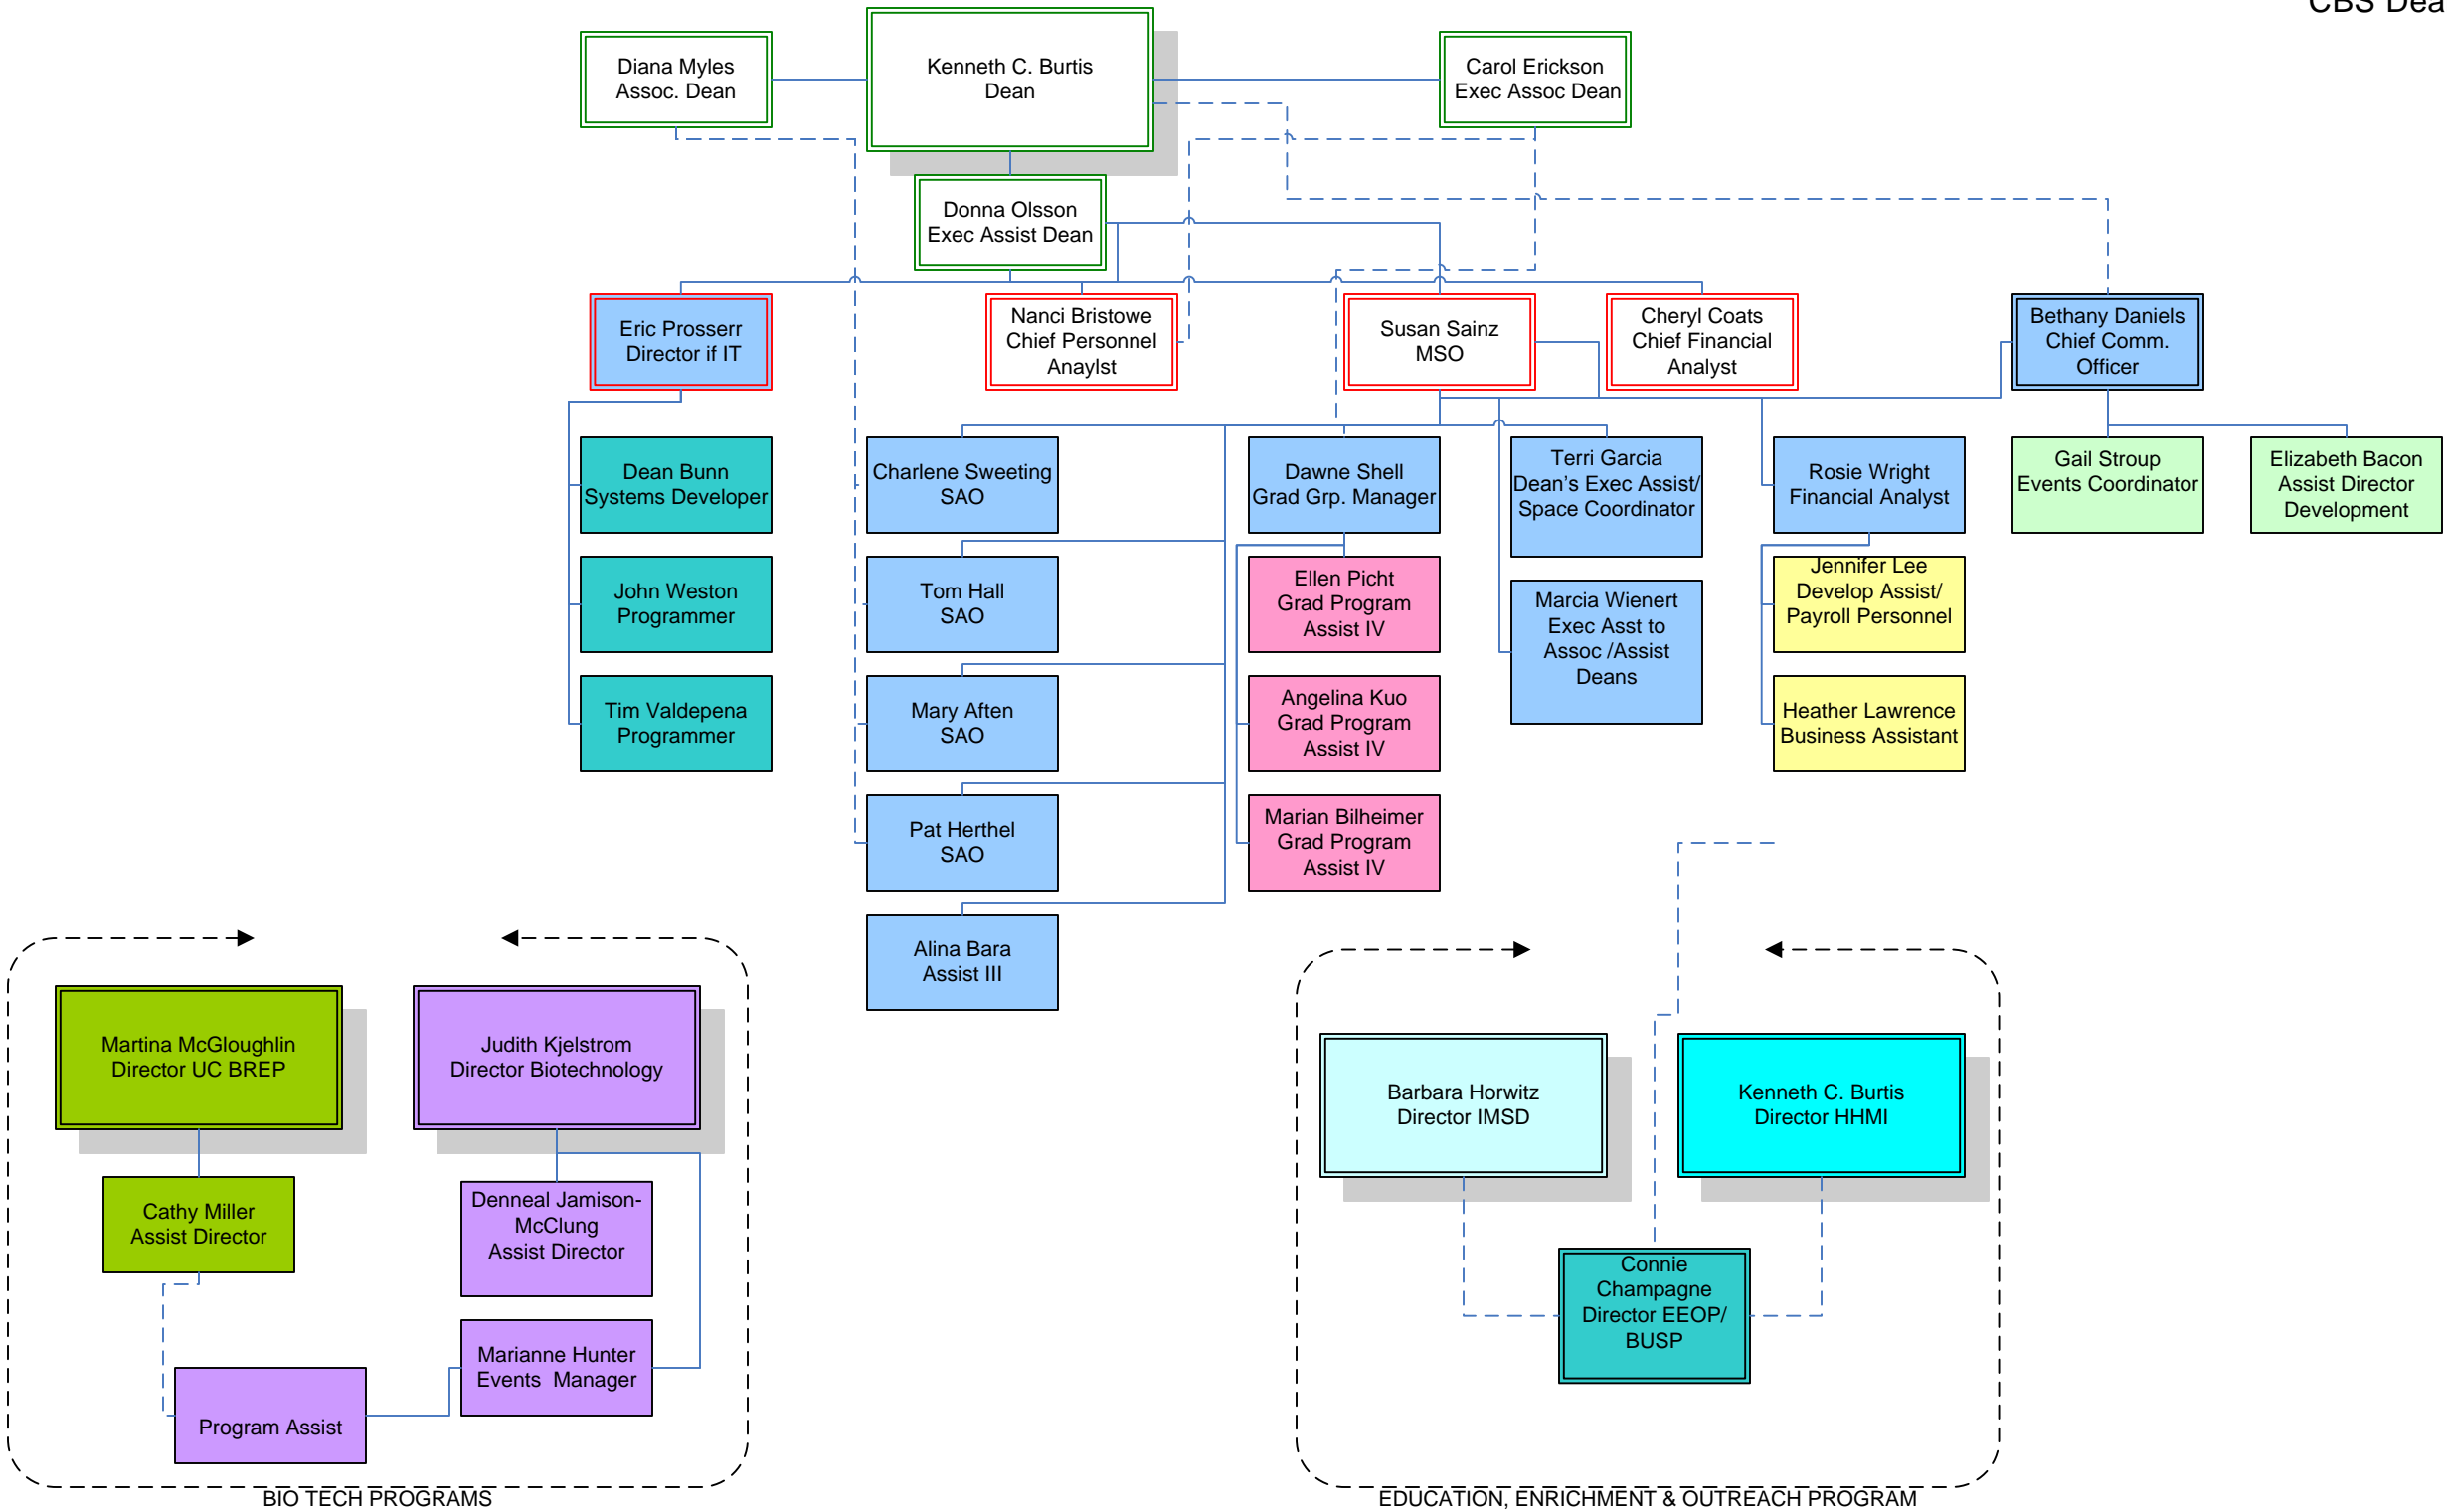 CBS Dea
Diana Myles
Assoc. Dean
Kenneth C. Burtis
Dean
Carol Erickson
Exec Assoc Dean
Donna Olsson
Exec Assist Dean
Eric Prosserr
Director if IT
Nanci Bristowe
Chief Personnel
Anaylst
Susan Sainz
MSO
Cheryl Coats
Chief Financial
Analyst
Bethany Daniels
Chief Comm.
Officer
Dean Bunn
Systems Developer
Charlene Sweeting
SAO
Dawne Shell
Grad Grp. Manager
Terri Garcia
Dean's Exec Assist/
Space Coordinator
Rosie Wright
Financial Analyst
Gail Stroup
Events Coordinator
Elizabeth Bacon
Assist Director
Development
John Weston
Programmer
Tom Hall
SAO
Ellen Picht
Grad Program
Assist IV
Marcia Wienert
Exec Asst to
Assoc /Assist
Deans
Jennifer Lee
Develop Assist/
Payroll Personnel
Tim Valdepena
Programmer
Mary Aften
SAO
Angelina Kuo
Grad Program
Assist IV
Heather Lawrence
Business Assistant
Pat Herthel
SAO
Marian Bilheimer
Grad Program
Assist IV
Alina Bara
Assist III
Martina McGloughlin
Director UC BREP
Judith Kjelstrom
Director Biotechnology
Barbara Horwitz
Director IMSD
Kenneth C. Burtis
Director HHMI
Cathy Miller
Assist Director
Denneal Jamison-
McClung
Assist Director
Connie
Champagne
Director EEOP/
BUSP
Marianne Hunter
Events  Manager
Program Assist
BIO TECH PROGRAMS
EDUCATION, ENRICHMENT & OUTREACH PROGRAM